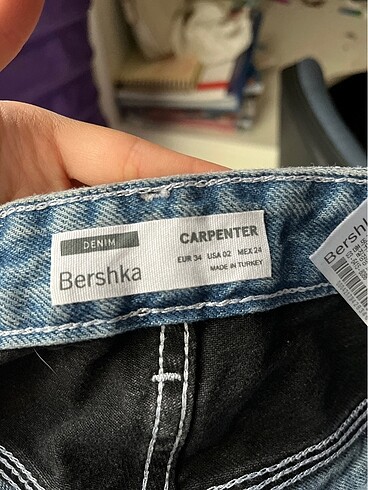 DENIM
Bershka
CARPENTER
EUR 34 USA 02 MEX 24
MADE IN TURKEY
Bershk